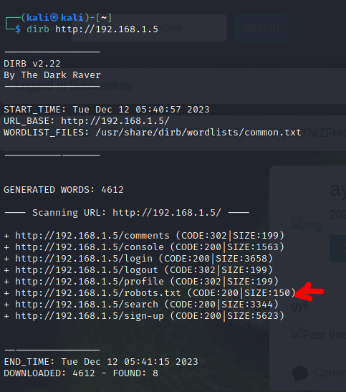 ┌──(kali㉿kali)-[~]
└─$ dirb http://192.168.1.5
-----------------
DIRB v2.22
By The Dark Raver
-----------------
START_TIME: Tue Dec 12 05:40:57 2023
URL_BASE: http://192.168.1.5/
WORDLIST_FILES: /usr/share/dirb/wordlists/common.txt
-----------------
GENERATED WORDS: 4612
---- Scanning URL: http://192.168.1.5/ ----
+ http://192.168.1.5/comments (CODE:302|SIZE:199)
+ http://192.168.1.5/console (CODE:200|SIZE:1563)
+ http://192.168.1.5/login (CODE:200|SIZE:3658)
+ http://192.168.1.5/logout (CODE:302|SIZE:199)
+ http://192.168.1.5/profile (CODE:302|SIZE:199)
+ http://192.168.1.5/robots.txt (CODE:200|SIZE:150)
+ http://192.168.1.5/search (CODE:200|SIZE:3344)
+ http://192.168.1.5/sign-up (CODE:200|SIZE:5623)
-----------------
END_TIME: Tue Dec 12 05:41:15 2023
DOWNLOADED: 4612 - FOUND: 8